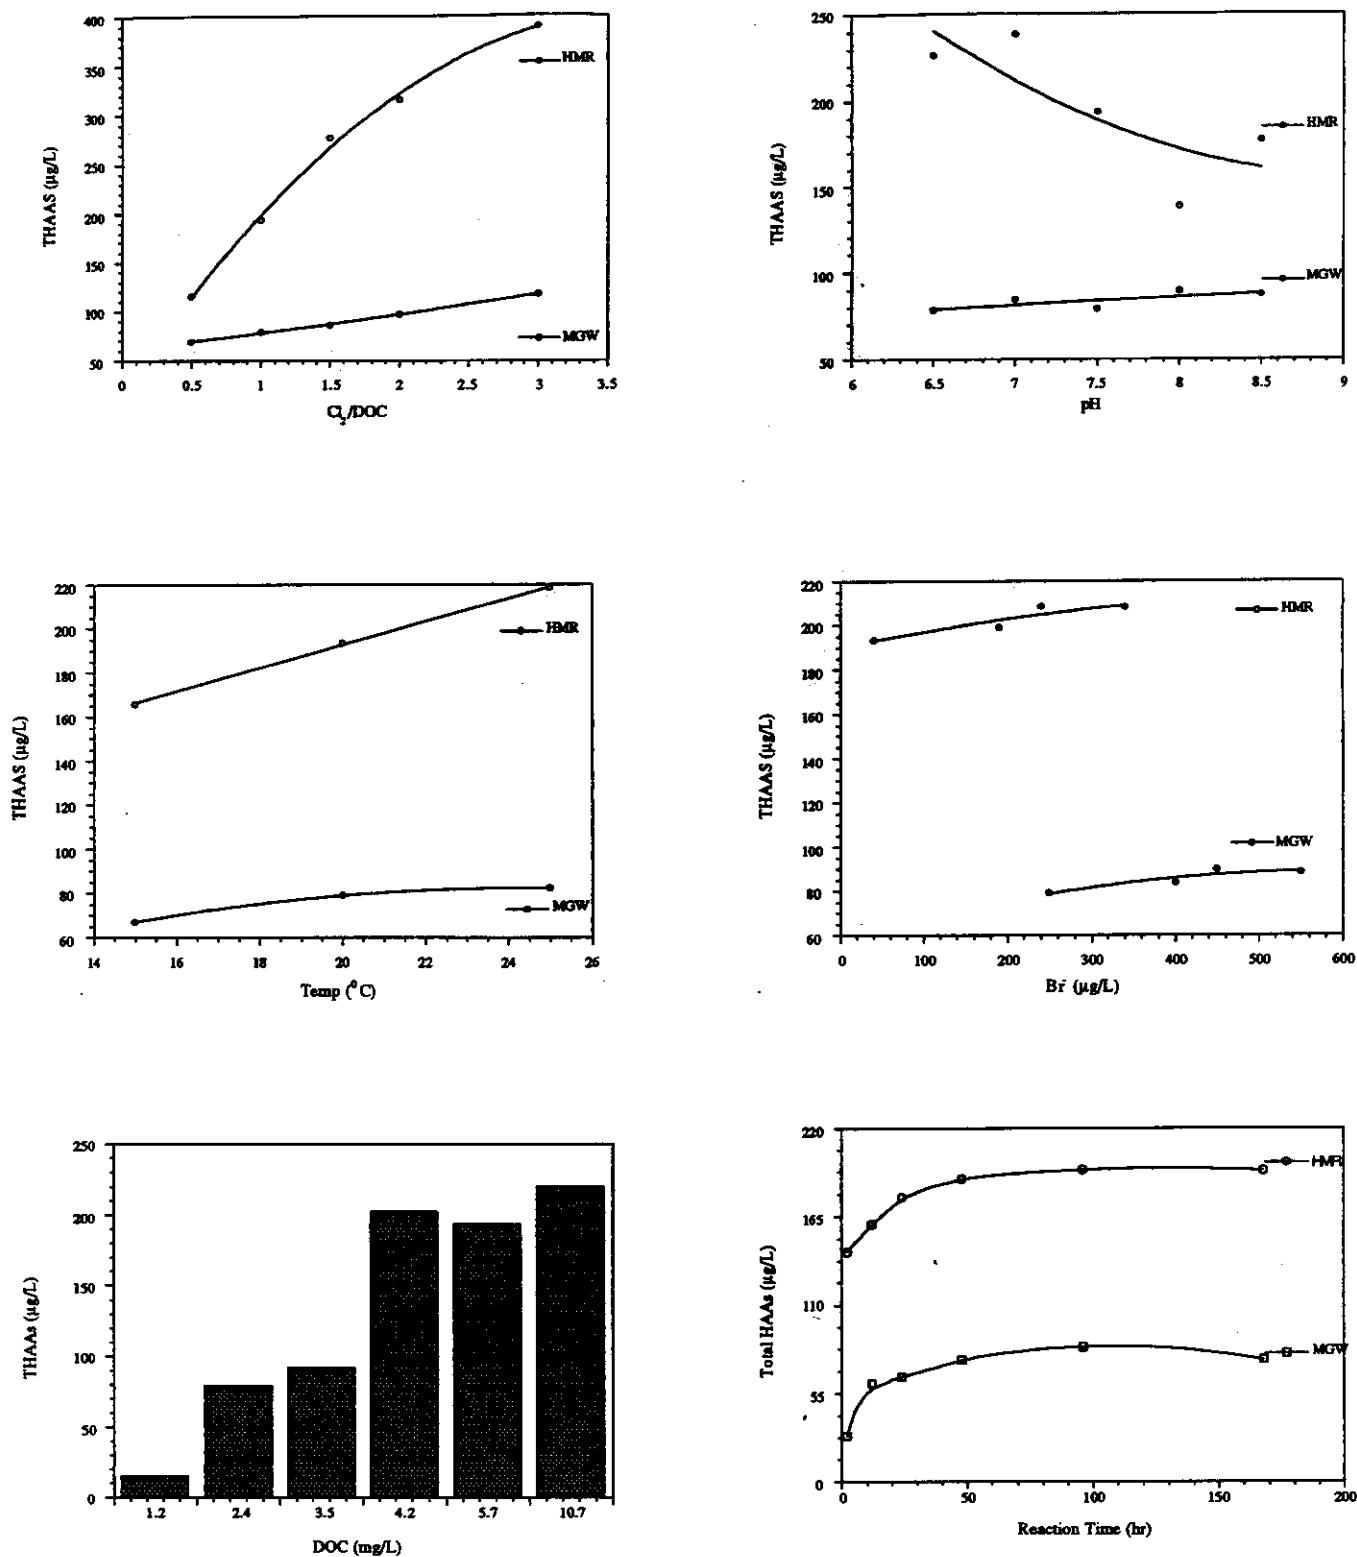 400
350
300
250
200
150
100
50
THAAS (µg/L)
HMR
MGW
0 0.5 1 1.5 2 2.5 3 3.5
Cl2/DOC
250
200
150
100
50
THAAS (µg/L)
HMR
MGW
6 6.5 7 7.5 8 8.5 9
pH
220
200
180
160
140
120
100
80
60
THAAS (µg/L)
HMR
MGW
14 16 18 20 22 24 26
Temp (°C)
220
200
180
160
140
120
100
80
60
THAAS (µg/L)
HMR
MGW
0 100 200 300 400 500 600
Br- (µg/L)
250
200
150
100
50
0
THAAs (µg/L)
1.2 2.4 3.5 4.2 5.7 10.7
DOC (mg/L)
220
165
110
55
0
Total HAAs (µg/L)
HMR
MGW
0 50 100 150 200
Reaction Time (hr)